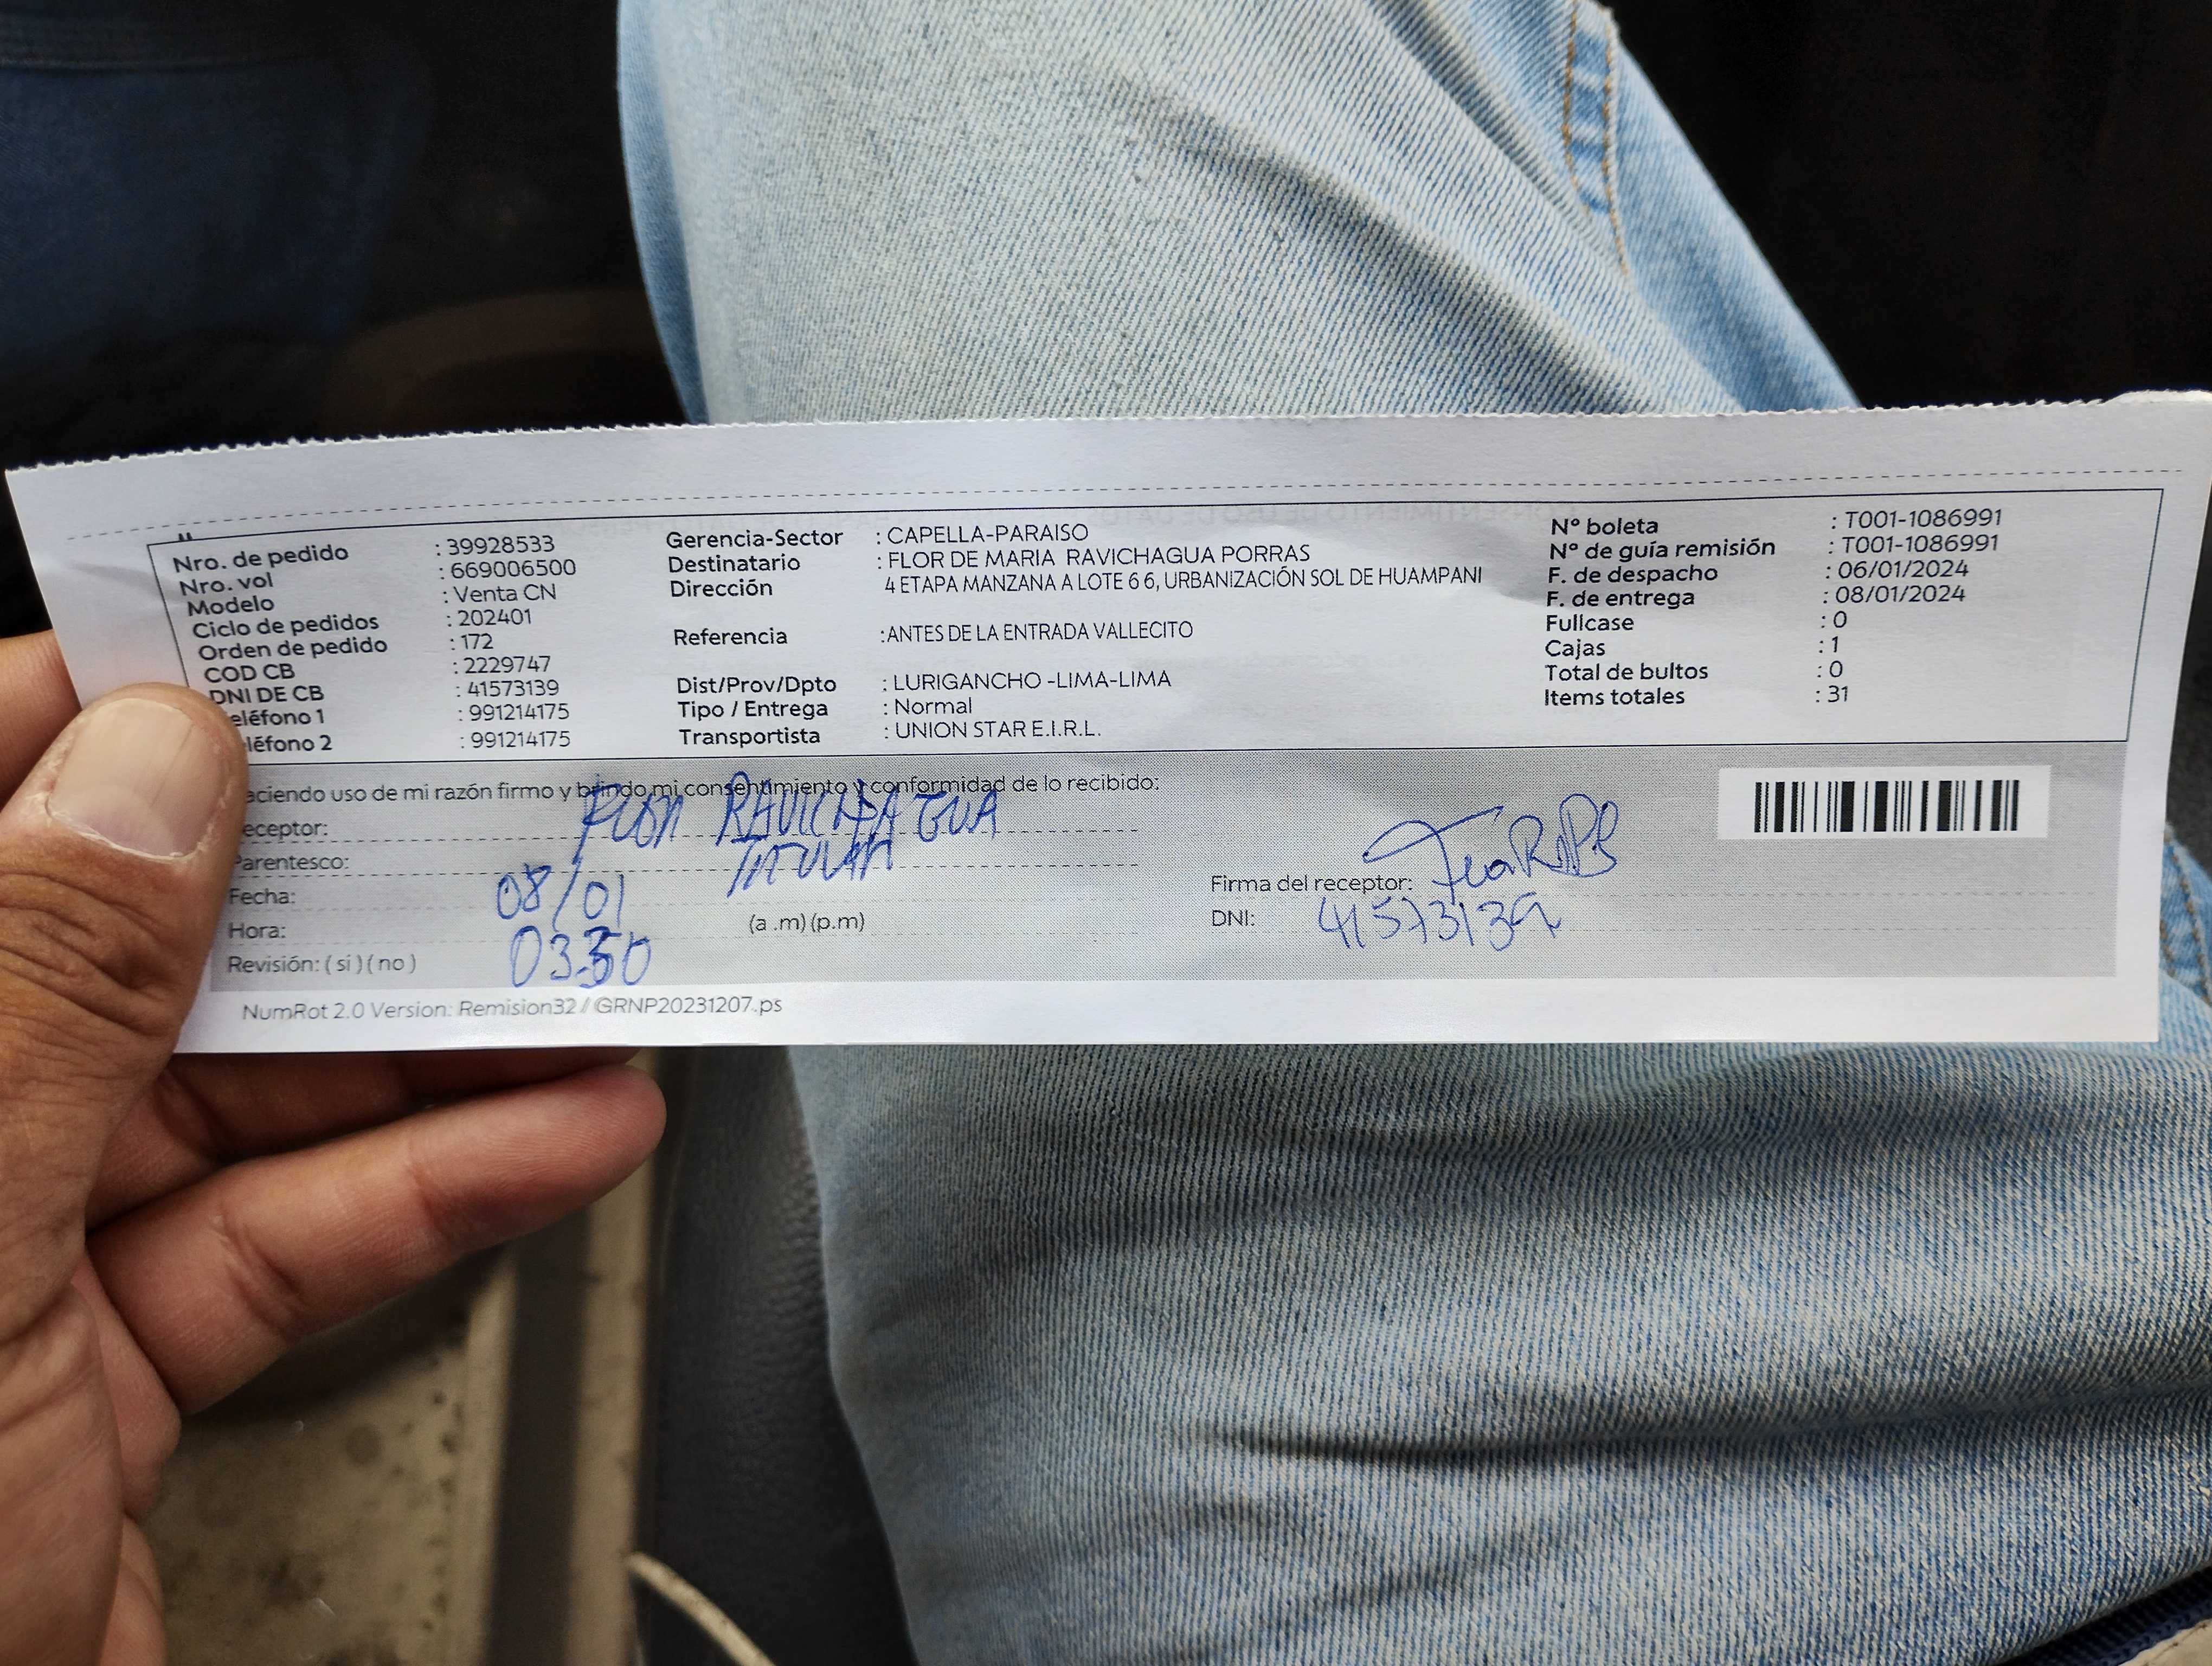 Nro. de pedido : 39928533
Nro. vol : 669006500
Modelo : Venta CN
Ciclo de pedidos : 202401
Orden de pedido : 172
COD CB : 2229747
DNI DE CB : 41573139
eléfono 1 : 991214175
léfono 2 : 991214175
Gerencia-Sector : CAPELLA-PARAISO
Destinatario : FLOR DE MARIA RAVICHAGUA PORRAS
Dirección 4 ETAPA MANZANA A LOTE 6 6, URBANIZACIÓN SOL DE HUAMPANI
Referencia :ANTES DE LA ENTRADA VALLECITO
Dist/Prov/Dpto : LURIGANCHO -LIMA-LIMA
Tipo / Entrega : Normal
Transportista : UNION STAR E.I.R.L.
N° boleta : T001-1086991
N° de guía remisión : T001-1086991
F. de despacho : 06/01/2024
F. de entrega : 08/01/2024
Fullcase : 0
Cajas : 1
Total de bultos : 0
Items totales : 31
aciendo uso de mi razón firmo y brindo mi consentimiento y conformidad de lo recibido:
eceptor: FLOR RAVICHAGUA
Parentesco: TITULAR
Fecha: 08/01
Hora: 03:50 (a .m) (p.m)
Revisión: ( si ) ( no )
Firma del receptor:
DNI: 41573139
NumRot 2.0 Version: Remision32 / GRNP20231207.ps